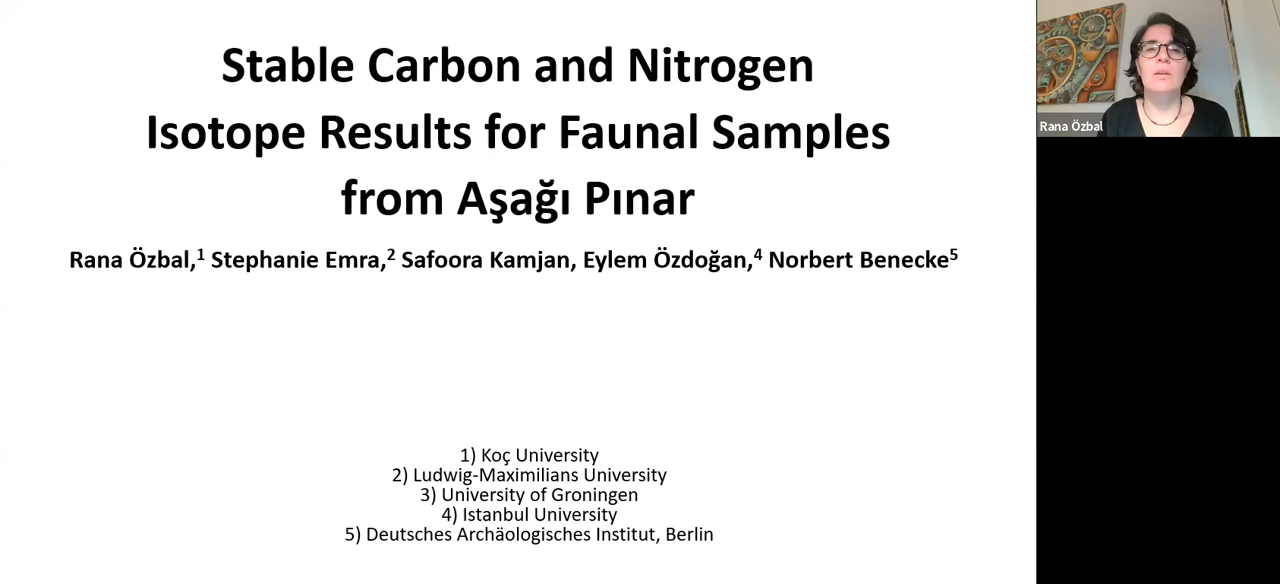 Stable Carbon and Nitrogen
Isotope Results for Faunal Samples
from Aşağı Pınar
Rana Özbal,¹ Stephanie Emra,² Safoora Kamjan, Eylem Özdoğan,⁴ Norbert Benecke⁵
1) Koç University
2) Ludwig-Maximilians University
3) University of Groningen
4) Istanbul University
5) Deutsches Archäologisches Institut, Berlin
Rana Özbal